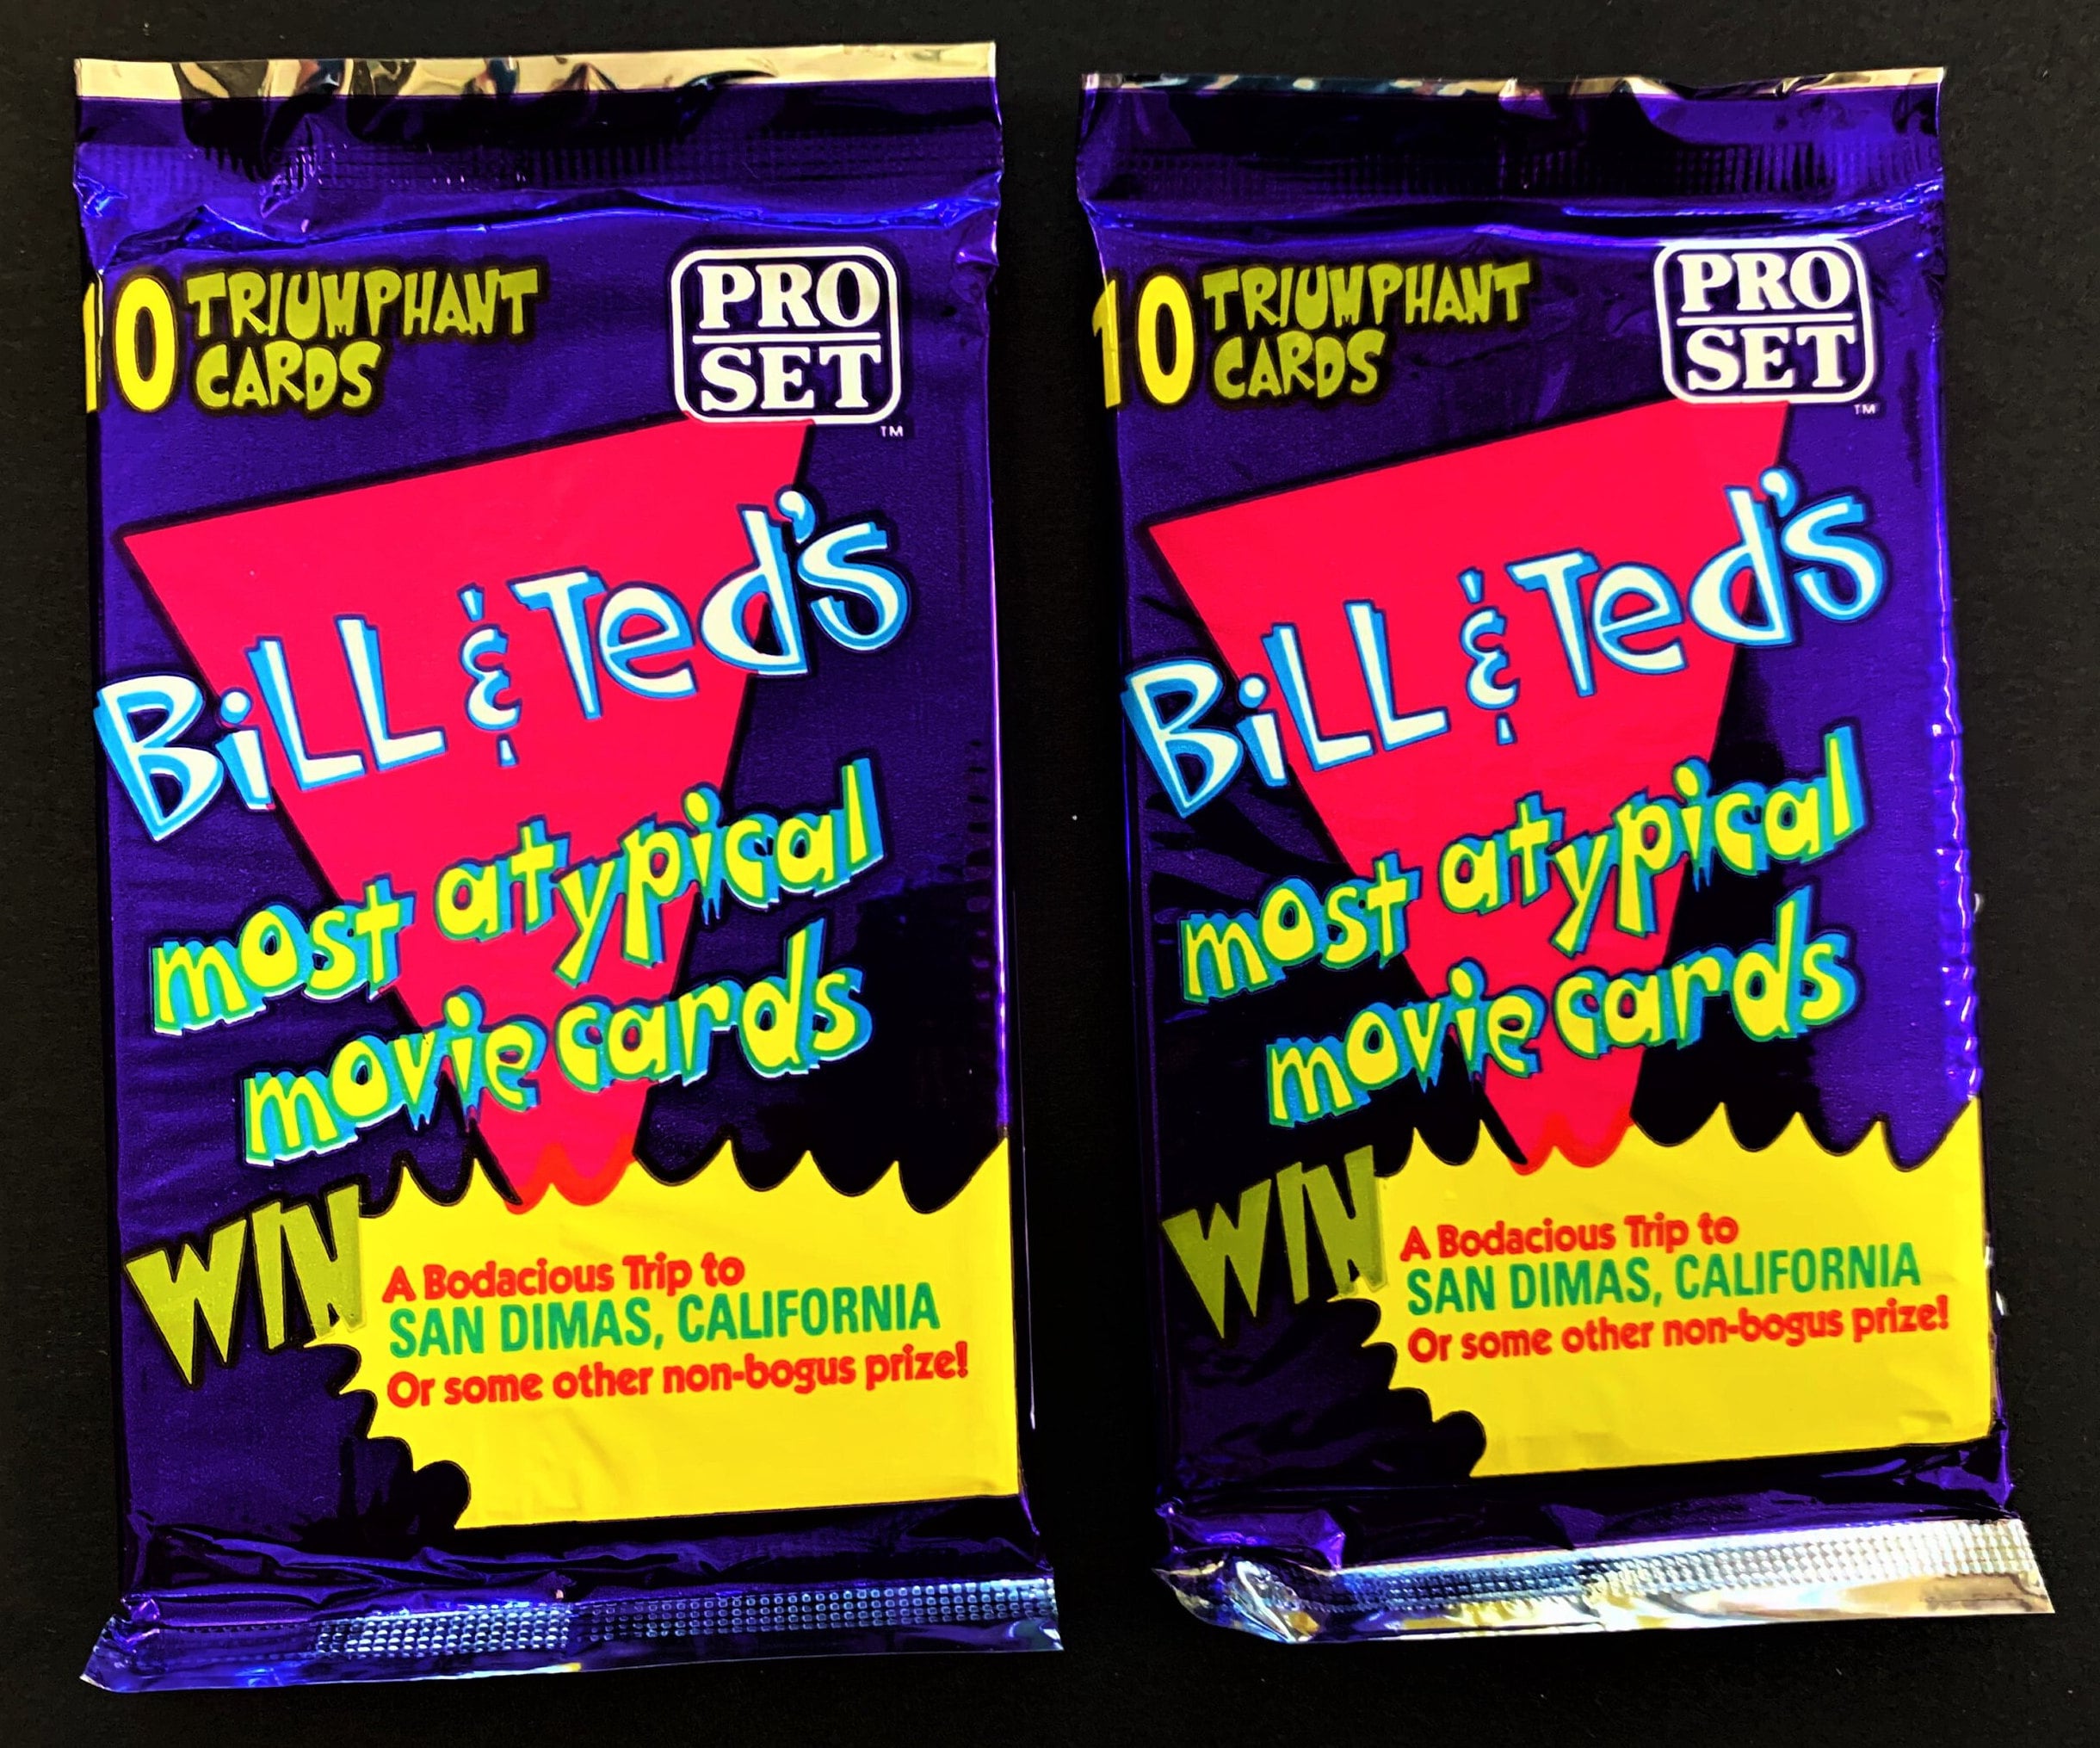 10 TRIUMPHANT
CARDS
PRO
SET
TM
BiLL & Ted's
most atypical
movie cards
WIN
A Bodacious Trip to
SAN DIMAS, CALIFORNIA
Or some other non-bogus prize!
10 TRIUMPHANT
CARDS
PRO
SET
TM
BiLL & Ted's
most atypical
movie cards
WIN
A Bodacious Trip to
SAN DIMAS, CALIFORNIA
Or some other non-bogus prize!